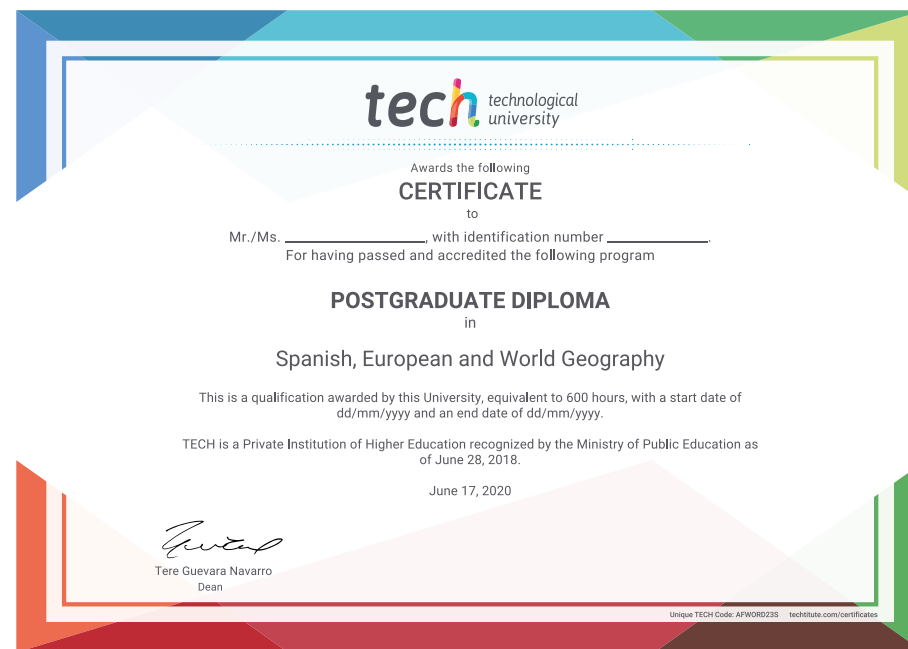 tech technological
university
Awards the following
CERTIFICATE
to
Mr./Ms. ____________, with identification number _________.
For having passed and accredited the following program
POSTGRADUATE DIPLOMA
in
Spanish, European and World Geography
This is a qualification awarded by this University, equivalent to 600 hours, with a start date of
dd/mm/yyyy and an end date of dd/mm/yyyy.
TECH is a Private Institution of Higher Education recognized by the Ministry of Public Education as
of June 28, 2018.
June 17, 2020
Tere Guevara Navarro
Dean
Unique TECH Code: AFWORD23S techtitute.com/certificates